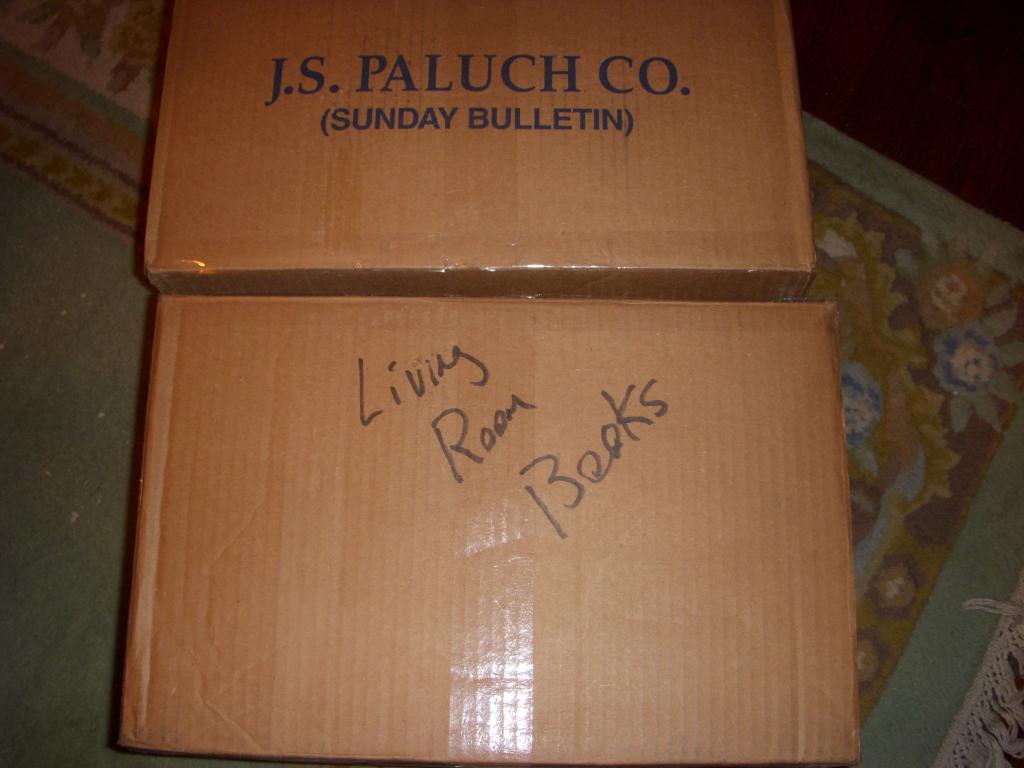 J.S. PALUCH CO.
(SUNDAY BULLETIN)
Living
Room
Books